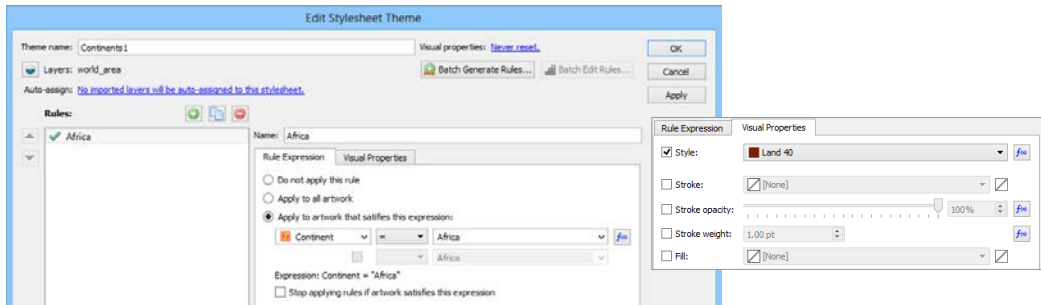 Edit Stylesheet Theme
Theme name: Continents1 Visual properties: Never reset. OK
Layers: world_area Batch Generate Rules... Batch Edit Rules... Cancel
Auto-assign: No imported layers will be auto-assigned to this stylesheet. Apply
Rules:
Africa Name: Africa
Rule Expression Visual Properties
Do not apply this rule
Apply to all artwork
Apply to artwork that satifies this expression:
Continent = Africa f(x)
Africa
Expression: Continent = "Africa"
Stop applying rules if artwork satisfies this expression
Rule Expression Visual Properties
Style: Land 40 f(x)
Stroke: [None]
Stroke opacity: 100% f(x)
Stroke weight: 1.00 pt f(x)
Fill: [None]